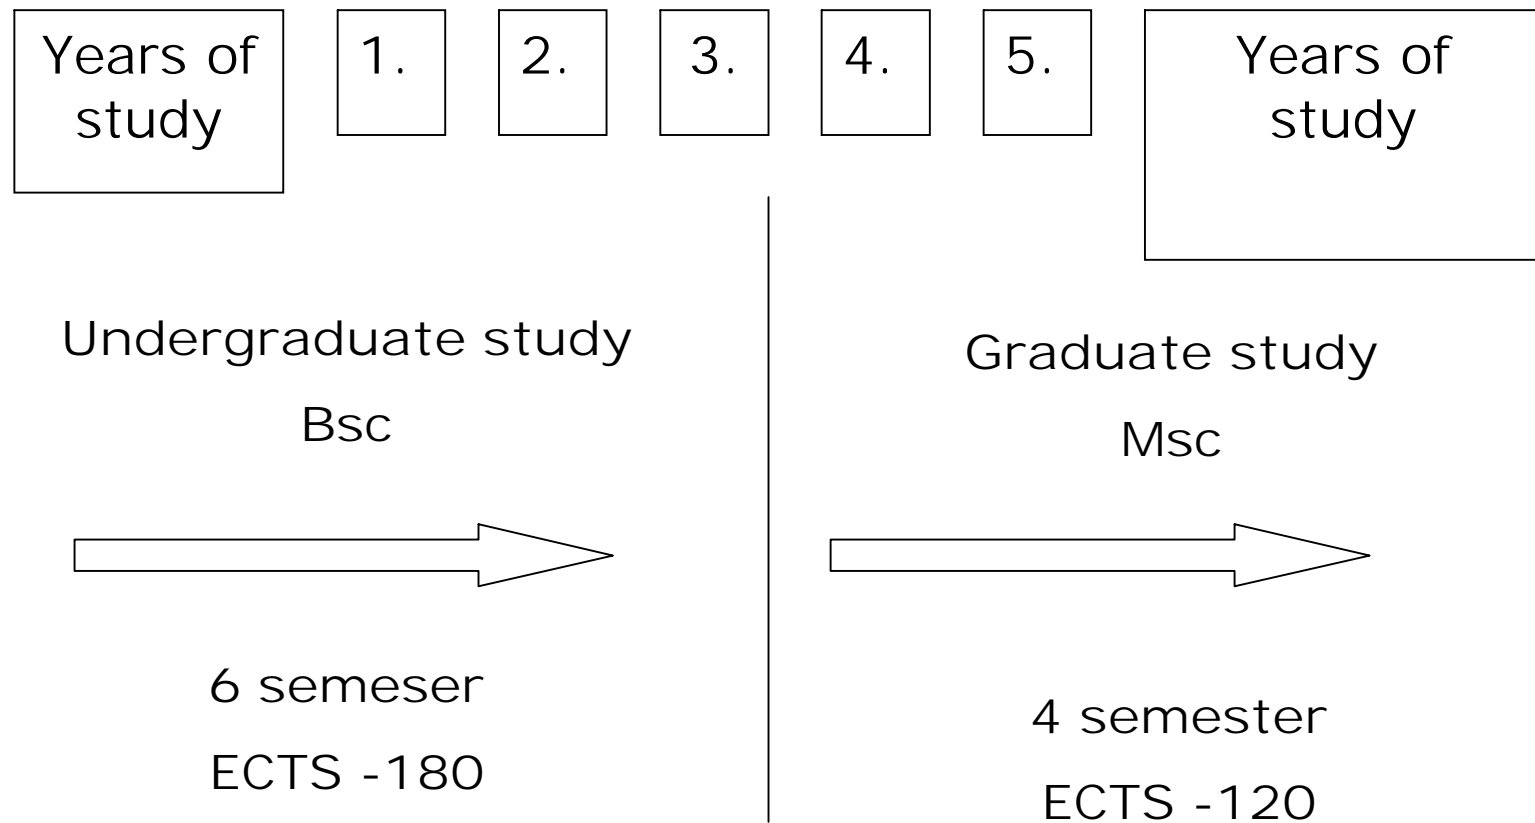 Years of
study
1.
2.
3.
4.
5.
Years of
study
Undergraduate study
Bsc
6 semeser
ECTS -180
Graduate study
Msc
4 semester
ECTS -120